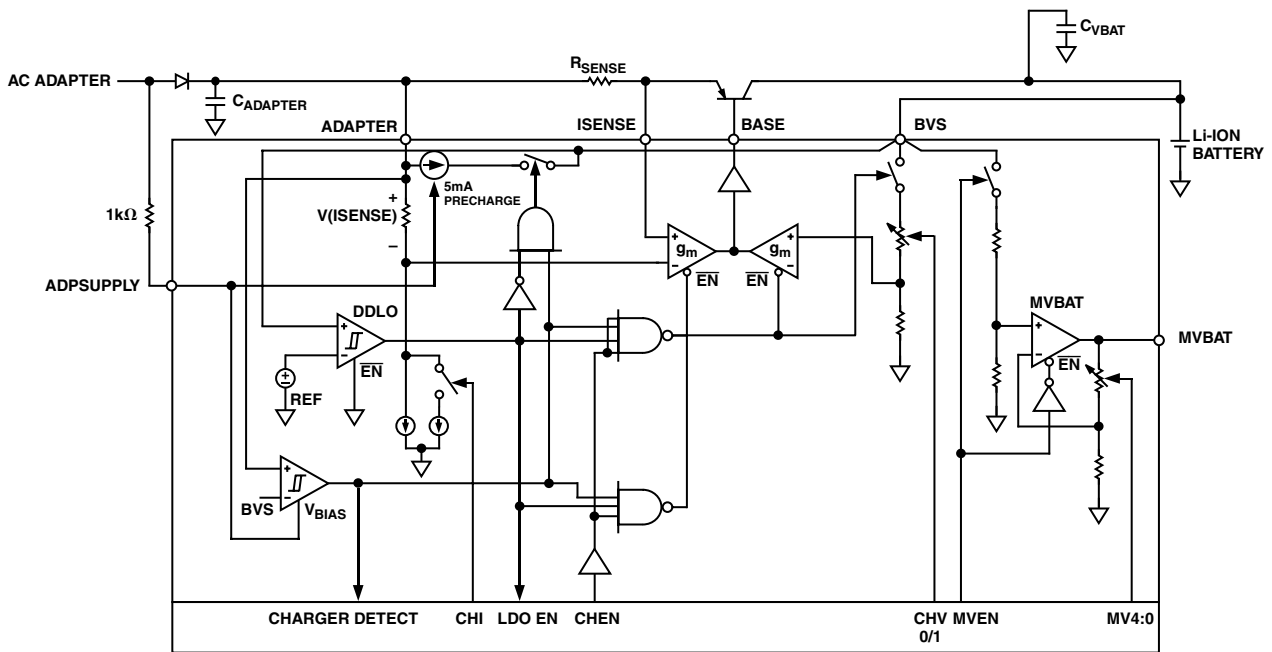 C_VBAT
AC ADAPTER
R_SENSE
C_ADAPTER
ADAPTER
ISENSE
BASE
BVS
Li-ION
BATTERY
1kΩ
+
V(ISENSE)
−
5mA
PRECHARGE
+
g_m
−
EN
+
g_m
−
EN
ADPSUPPLY
DDLO
+
−
EN
REF
MVBAT
+
−
EN
MVBAT
+
−
BVS
V_BIAS
CHARGER DETECT
CHI
LDO EN
CHEN
CHV
0/1
MVEN
MV4:0